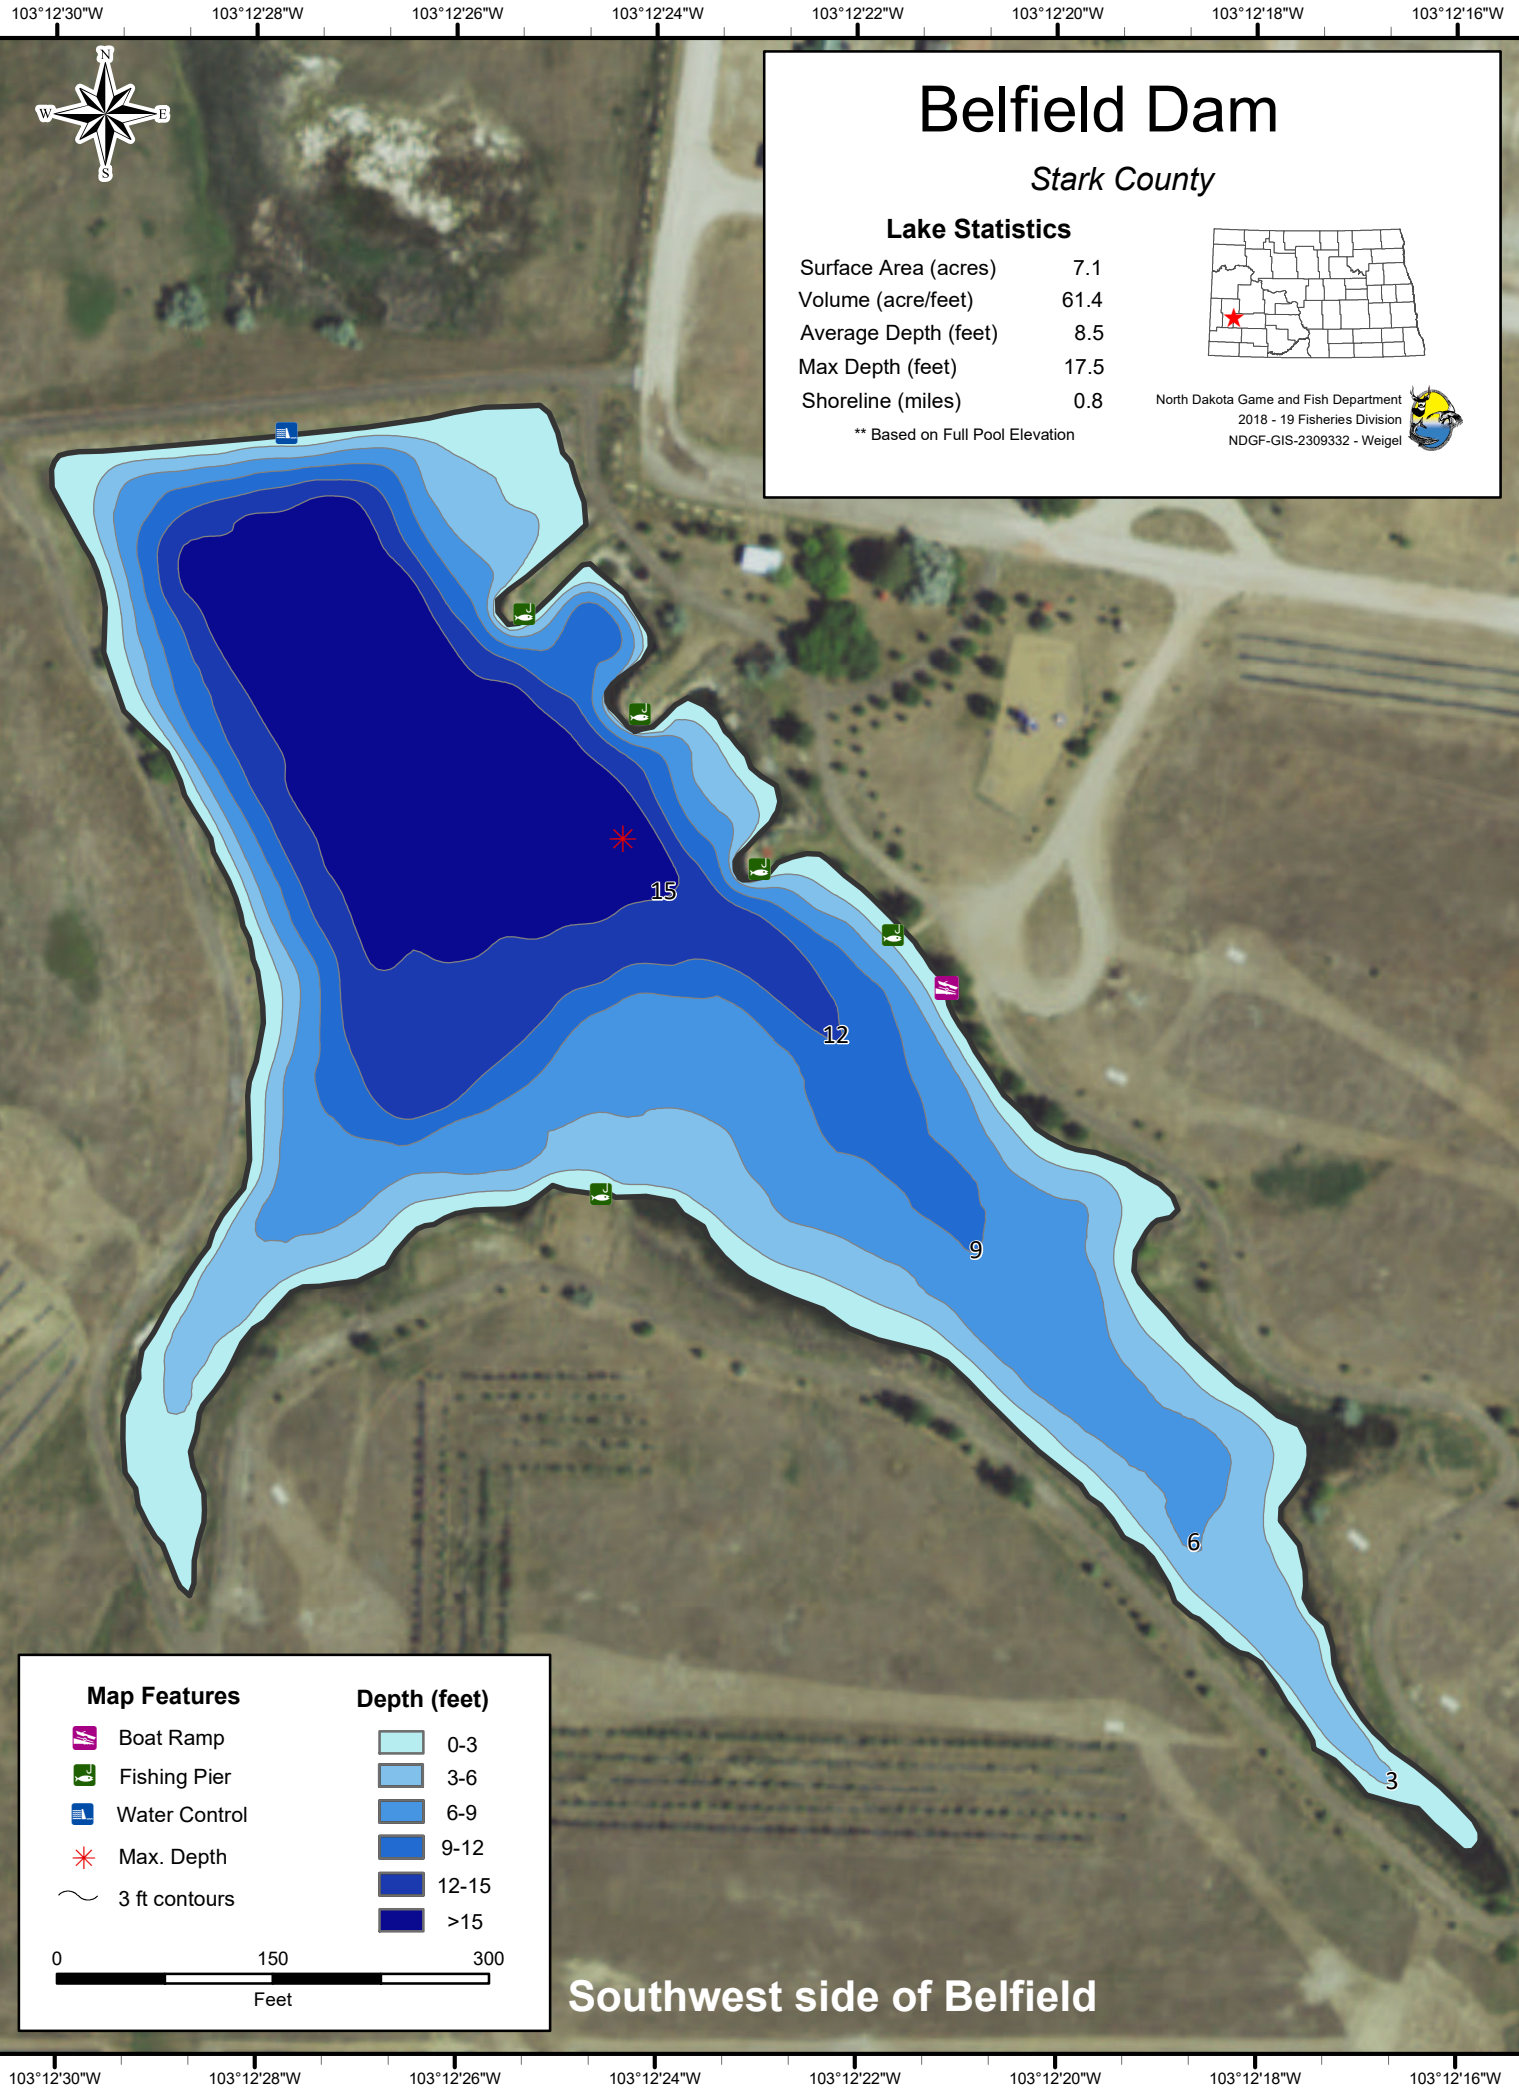 103°12'30"W 103°12'28"W 103°12'26"W 103°12'24"W 103°12'22"W 103°12'20"W 103°12'18"W 103°12'16"W
N
W E
S
Belfield Dam
Stark County
Lake Statistics
Surface Area (acres) 7.1
Volume (acre/feet) 61.4
Average Depth (feet) 8.5
Max Depth (feet) 17.5
Shoreline (miles) 0.8
** Based on Full Pool Elevation
North Dakota Game and Fish Department
2018 - 19 Fisheries Division
NDGF-GIS-2309332 - Weigel
15
12
9
6
3
Map Features
Boat Ramp
Fishing Pier
Water Control
Max. Depth
3 ft contours
Depth (feet)
0-3
3-6
6-9
9-12
12-15
>15
0 150 300
Feet
Southwest side of Belfield
103°12'30"W 103°12'28"W 103°12'26"W 103°12'24"W 103°12'22"W 103°12'20"W 103°12'18"W 103°12'16"W